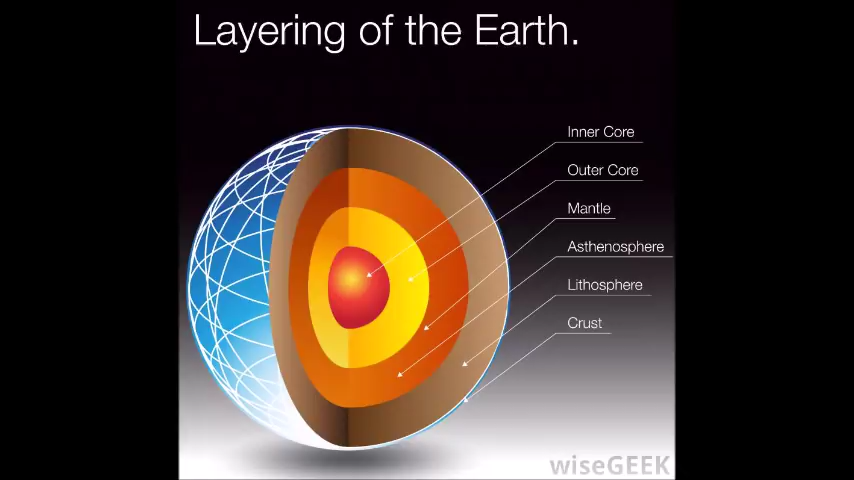 Layering of the Earth.
Inner Core
Outer Core
Mantle
Asthenosphere
Lithosphere
Crust
wiseGEEK